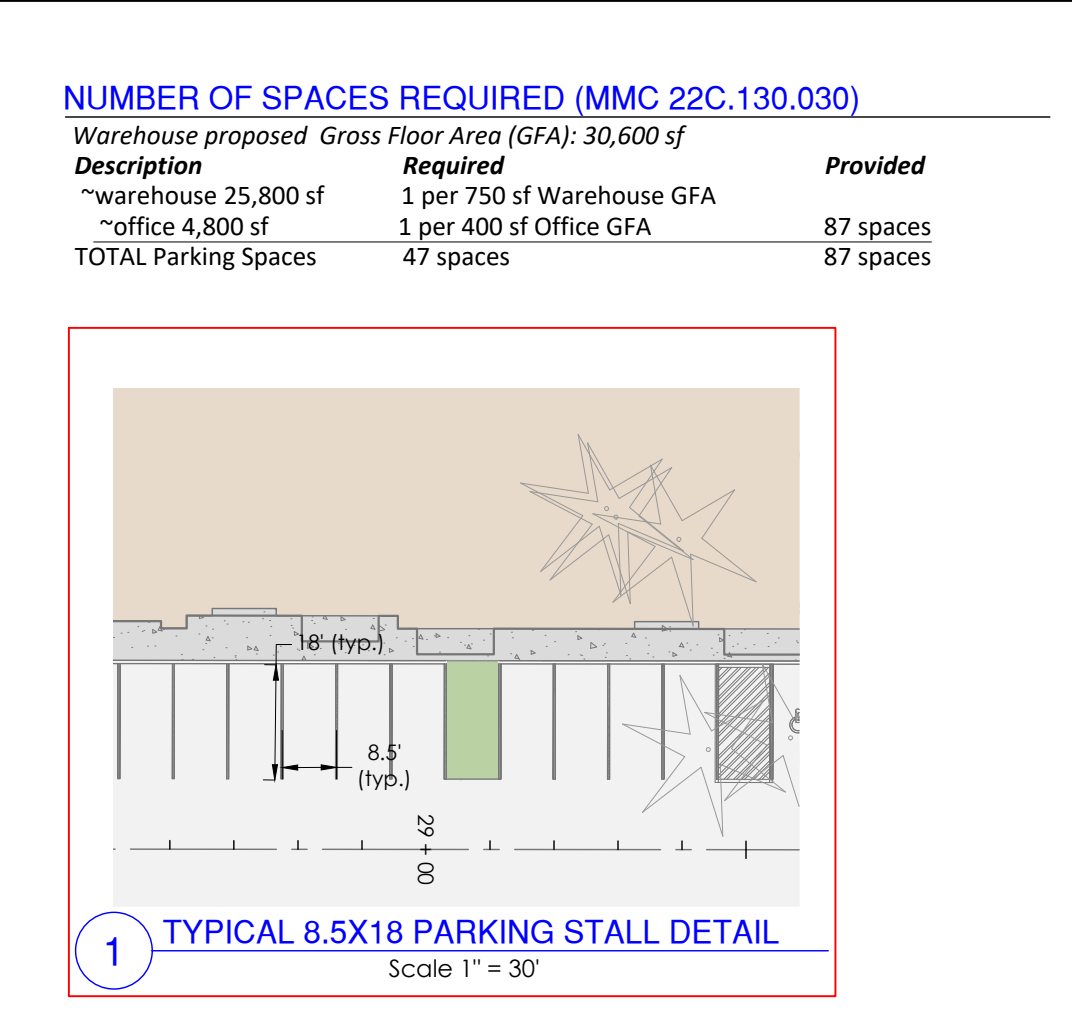 NUMBER OF SPACES REQUIRED (MMC 22C.130.030)
Warehouse proposed Gross Floor Area (GFA): 30,600 sf
Description Required Provided
~warehouse 25,800 sf 1 per 750 sf Warehouse GFA
~office 4,800 sf 1 per 400 sf Office GFA 87 spaces
TOTAL Parking Spaces 47 spaces 87 spaces
18' (typ.)
8.5'
(typ.)
29 + 00
1 TYPICAL 8.5X18 PARKING STALL DETAIL
Scale 1" = 30'